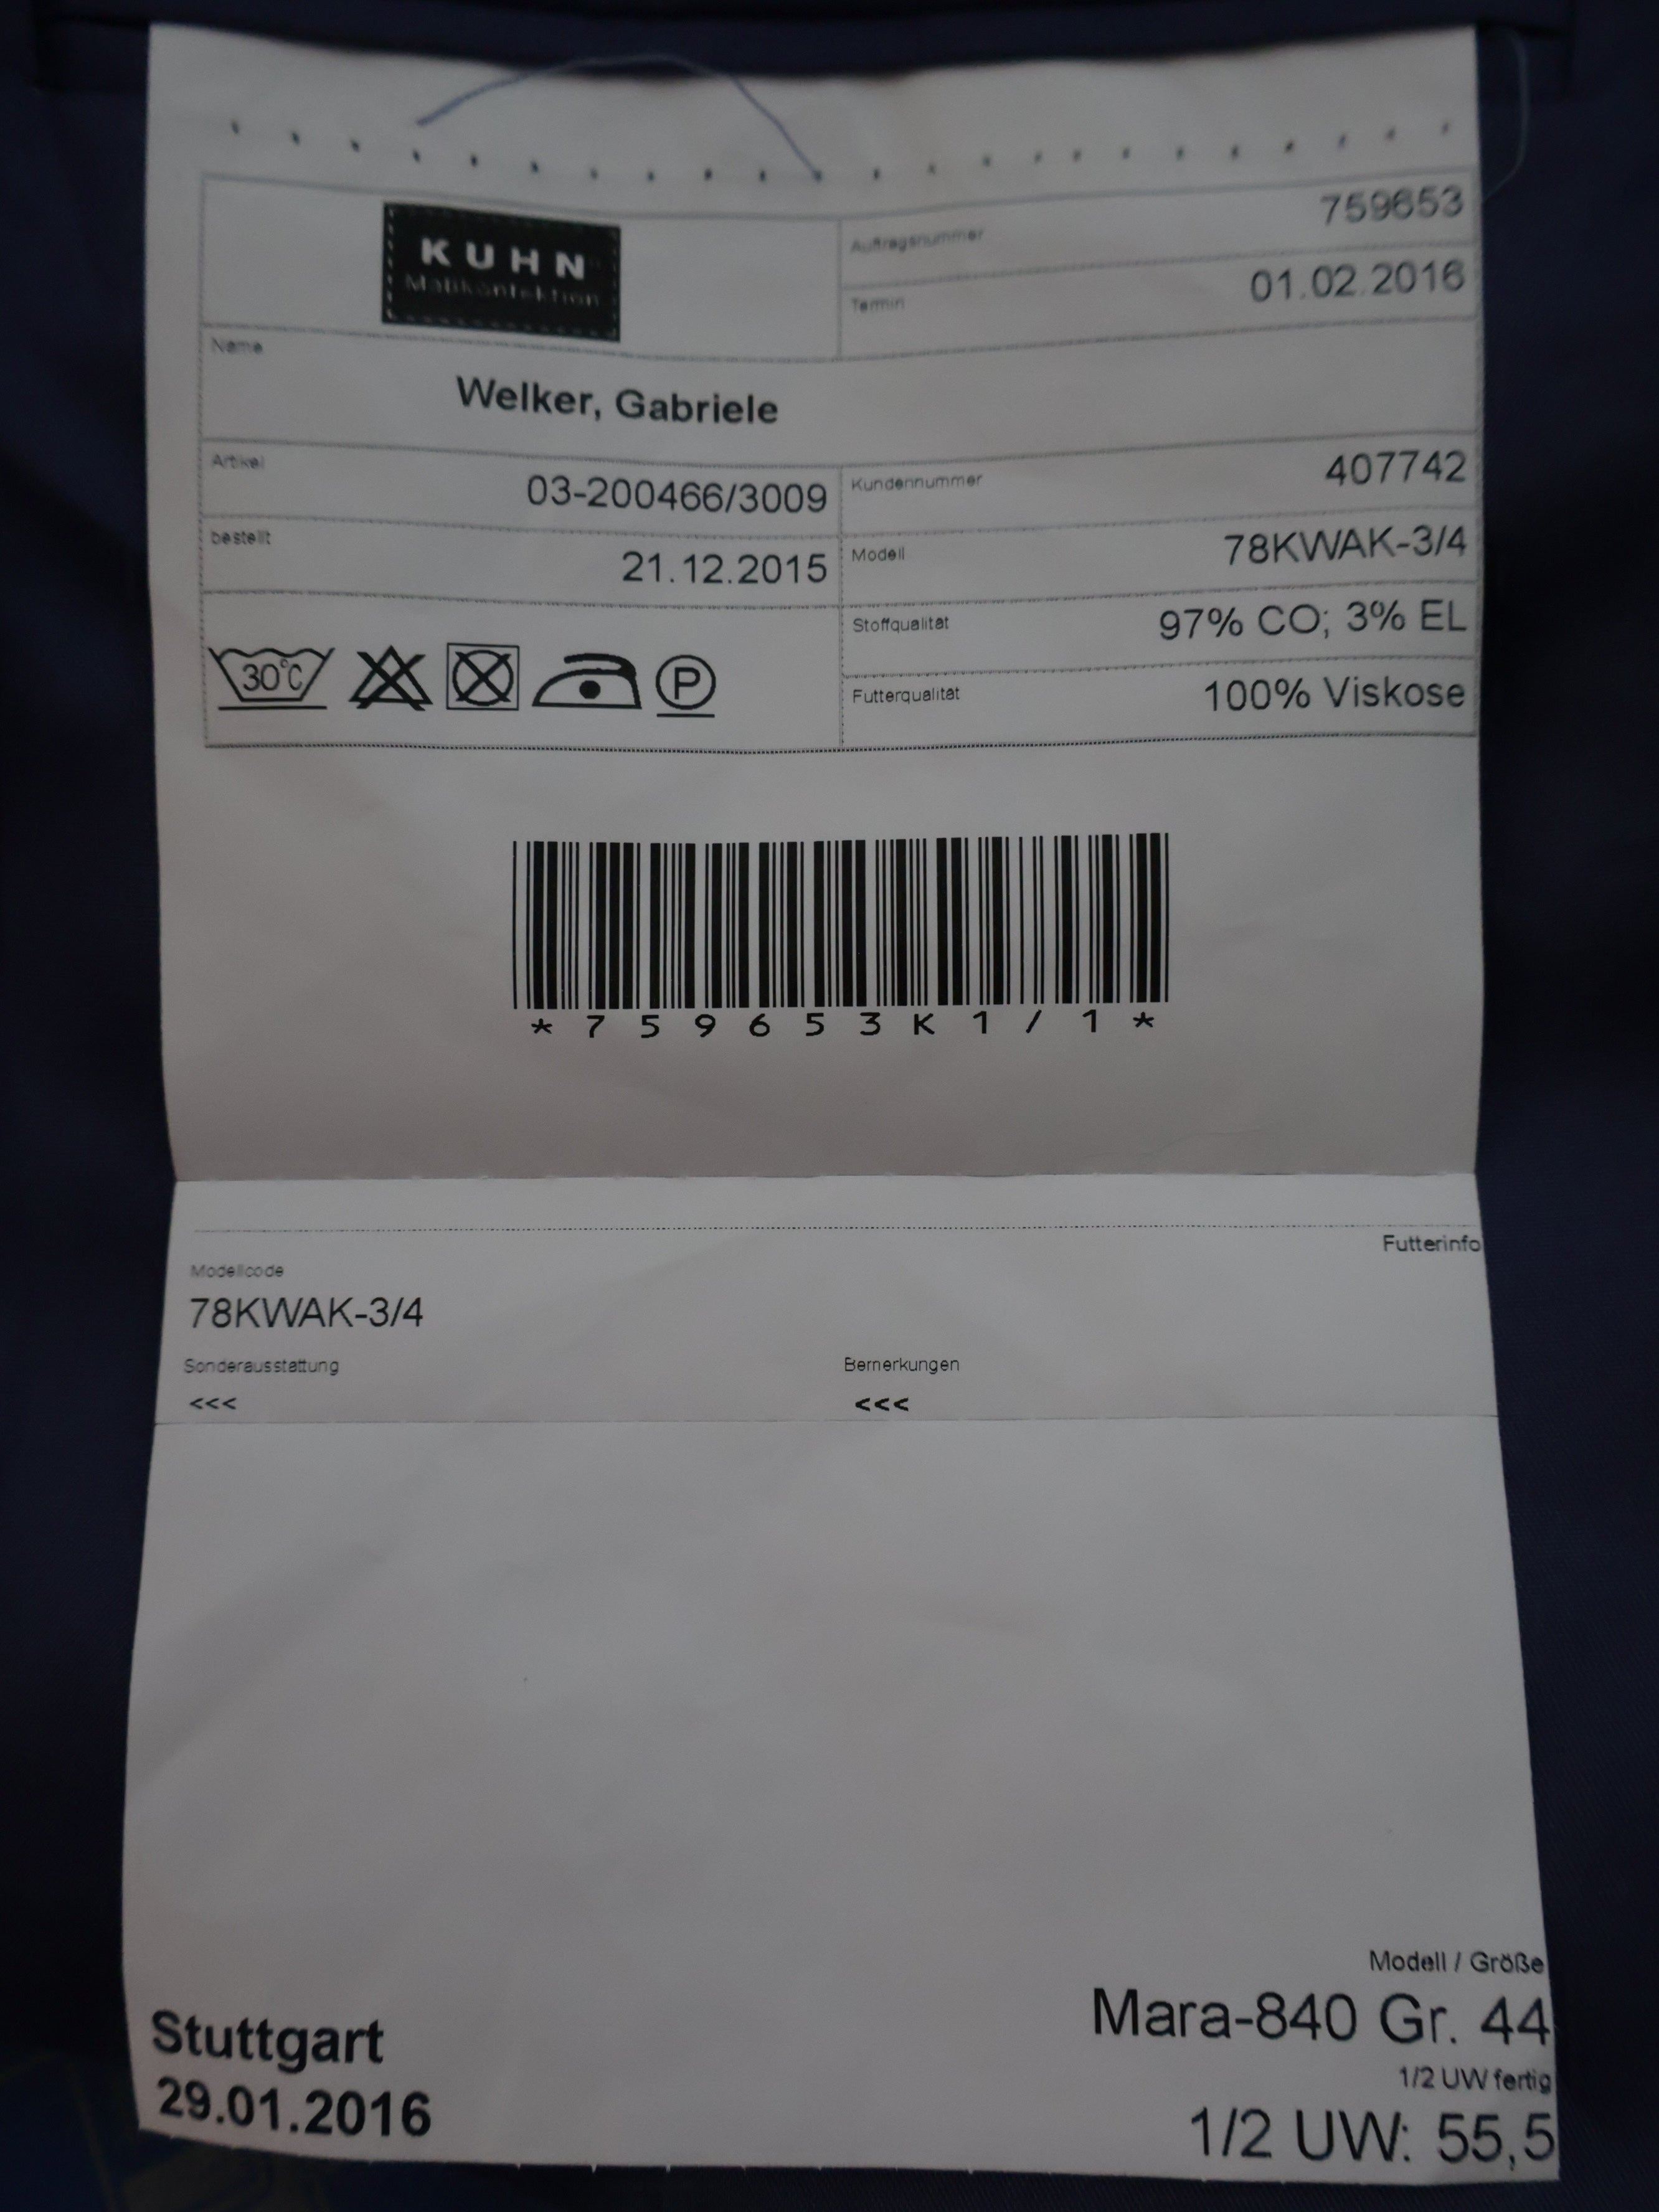 KUHN
Maßkonfektion
Auftragsnummer 759653
Termin 01.02.2016
Name
Welker, Gabriele
Artikel 03-200466/3009
Kundennummer 407742
bestellt 21.12.2015
Modell 78KWAK-3/4
Stoffqualität 97% CO; 3% EL
30°C P
Futterqualität 100% Viskose
*759653K1/1*
Futterinfo
Modellcode
78KWAK-3/4
Sonderausstattung Bemerkungen
<<< <<<
Modell / Größe
Mara-840 Gr. 44
Stuttgart
1/2 UW fertig
29.01.2016
1/2 UW: 55,5